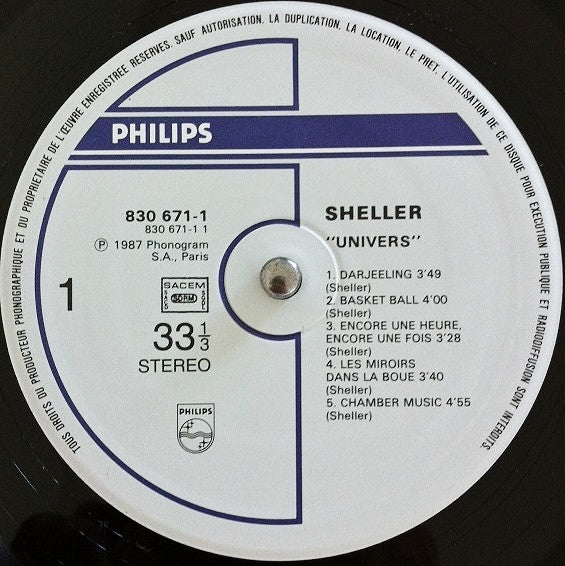 TOUS DROITS DU PRODUCTEUR PHONOGRAPHIQUE ET DU PROPRIETAIRE DE L'ŒUVRE ENREGISTREE RESERVES. SAUF AUTORISATION, LA DUPLICATION, LA LOCATION, LE PRET, L'UTILISATION DE CE DISQUE POUR EXECUTION PUBLIQUE ET RADIODIFFUSION SONT INTERDITS.
PHILIPS
830 671-1
830 671-1 1
℗ 1987 Phonogram
S.A., Paris
1
SACEM
SDRM
33 1/3
STEREO
PHILIPS
SHELLER
"UNIVERS"
1. DARJEELING 3'49
(Sheller)
2. BASKET BALL 4'00
(Sheller)
3. ENCORE UNE HEURE,
ENCORE UNE FOIS 3'28
(Sheller)
4. LES MIROIRS
DANS LA BOUE 3'40
(Sheller)
5. CHAMBER MUSIC 4'55
(Sheller)